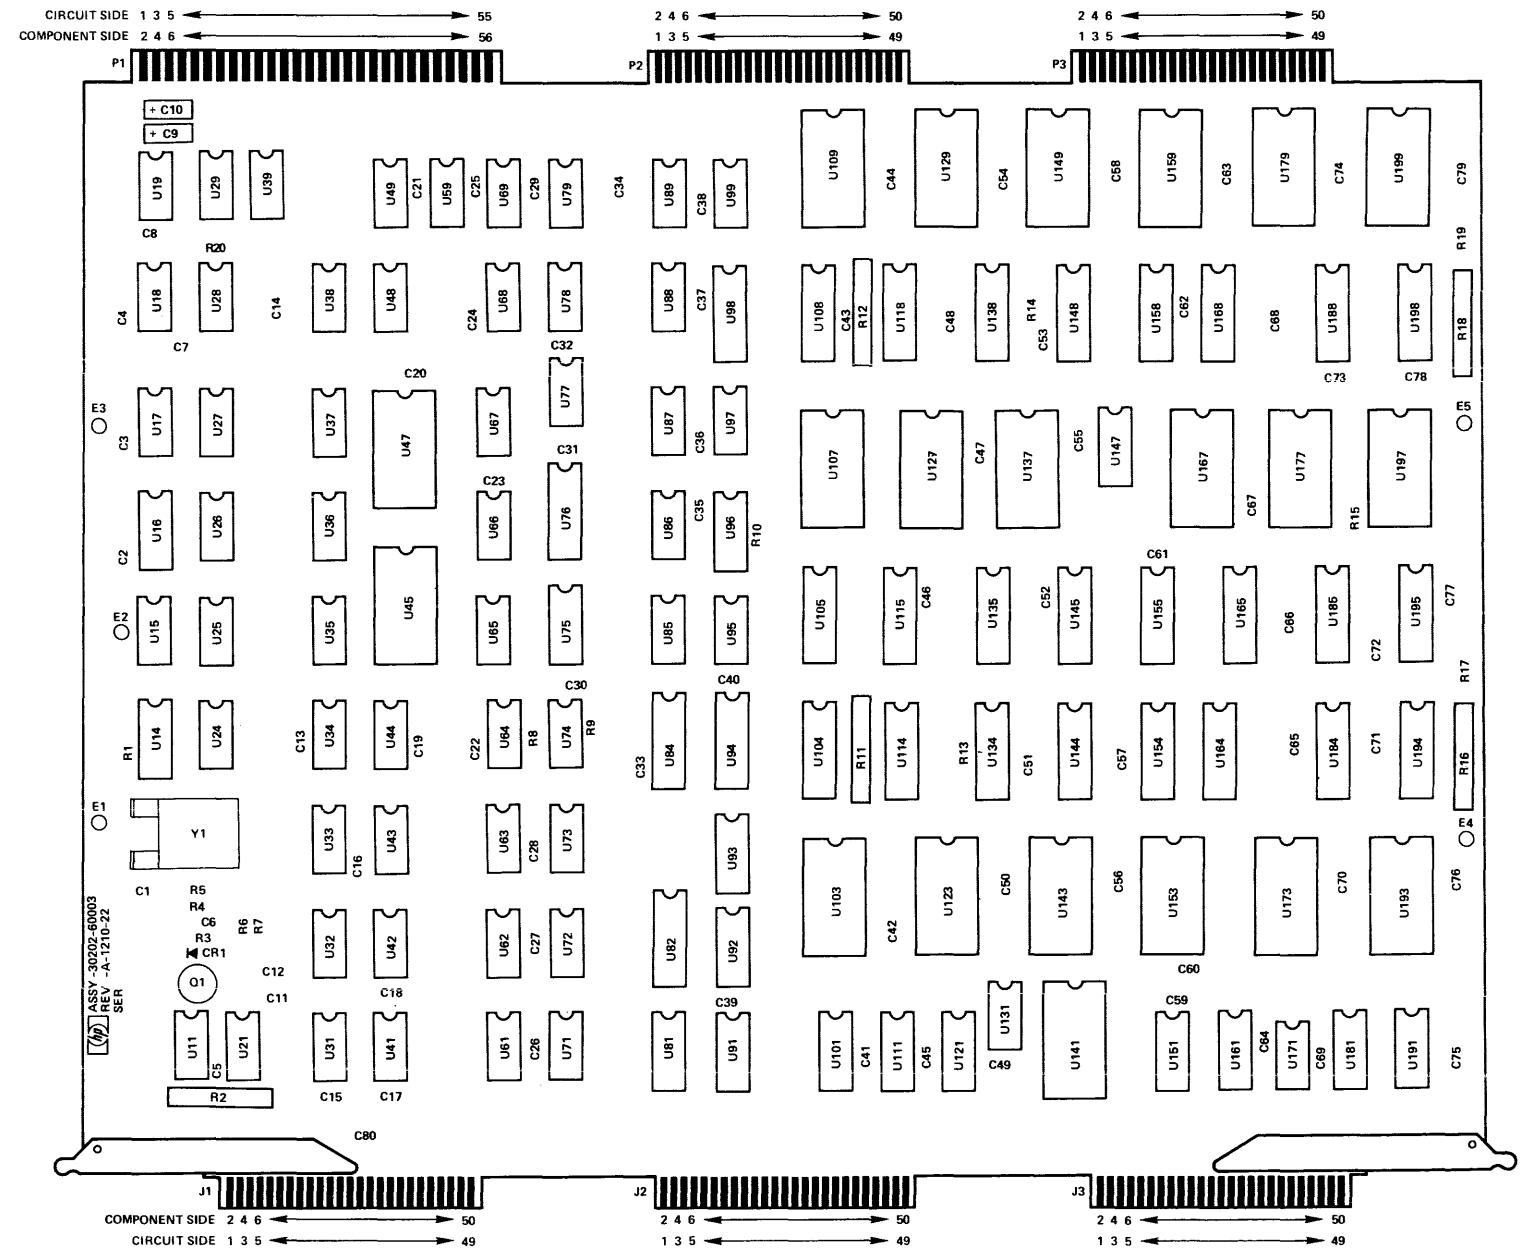 CIRCUIT SIDE 1 3 5 55 2 4 6 50 2 4 6 50
COMPONENT SIDE 2 4 6 56 1 3 5 49 1 3 5 49
P1 P2 P3
+ C10
+ C9
U19 U29 U39 U49 C21 U59 C25 U69 C29 U79 C34 U89 C38 U99 U109 C44 U129 C54 U149 C58 U159 C63 U179 C74 U199 C79
C8
R20 R19
C4 U18 U28 C14 U38 U48 C24 U68 U78 U88 C37 U98 U108 C43 R12 U118 C48 U138 R14 C53 U148 U158 C62 U168 C68 U188 U198 R18
C7 C32
C20 U77 C73 C78
E3 E5
C3 U17 U27 U37 U47 U67 U87 C36 U97 U107 U127 C47 U137 C55 U147 U167 U177 U197
C31
C23
C2 U16 U26 U36 U66 U76 U86 C35 U96 R10 C67 R15
C61
E2
U15 U25 U35 U45 U65 U75 U85 U95 U105 U115 C46 U135 C52 U145 U155 U165 C66 U185 C72 U195 C77
C30 C40 R17
R1 U14 U24 C13 U34 U44 C19 C22 U64 R8 U74 R9 C33 U84 U94 U104 R11 U114 R13 U134 C51 U144 C57 U154 U164 C65 U184 C71 U194 R16
E1 E4
Y1 U33 C16 U43 U63 C28 U73 U93
C1 R5 U103 C42 U123 C50 U143 C56 U153 U173 C70 U193 C76
R4
C6 R6 R7
R3
CR1 U32 U42 U62 C27 U72 U82 U92
C12 C60
Q1 C18
C11 C39 C59
ASSY -30202-60003
REV -A-1210-22
SER
hp
U11 C5 U21 U31 U41 U61 C26 U71 U81 U91 U101 C41 U111 C45 U121 U131 C49 U141 U151 U161 C64 U171 C69 U181 U191 C75
R2 C15 C17
C80
J1 J2 J3
COMPONENT SIDE 2 4 6 50 2 4 6 50 2 4 6 50
CIRCUIT SIDE 1 3 5 49 1 3 5 49 1 3 5 49